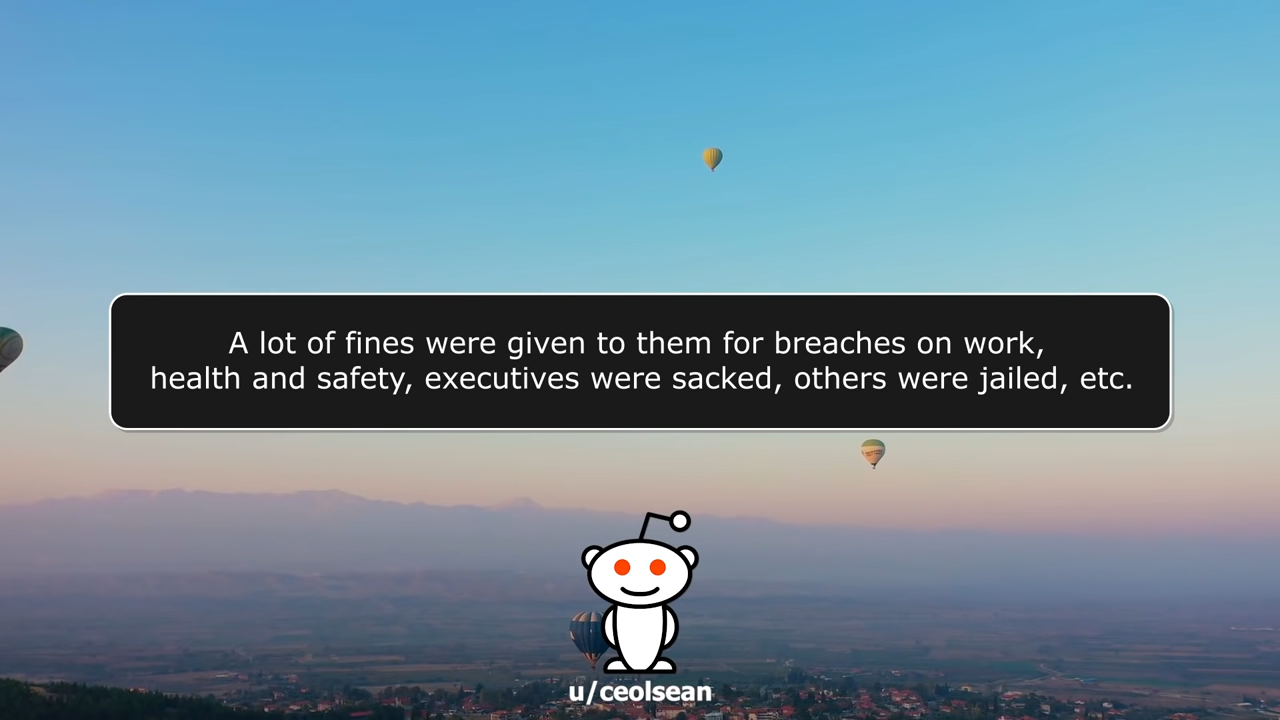 A lot of fines were given to them for breaches on work,
health and safety, executives were sacked, others were jailed, etc.
u/ceolsean